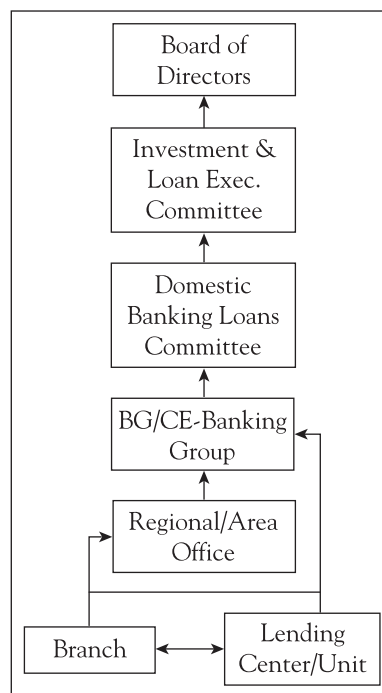 Board of
Directors
Investment &
Loan Exec.
Committee
Domestic
Banking Loans
Committee
BG/CE-Banking
Group
Regional/Area
Office
Branch
Lending
Center/Unit